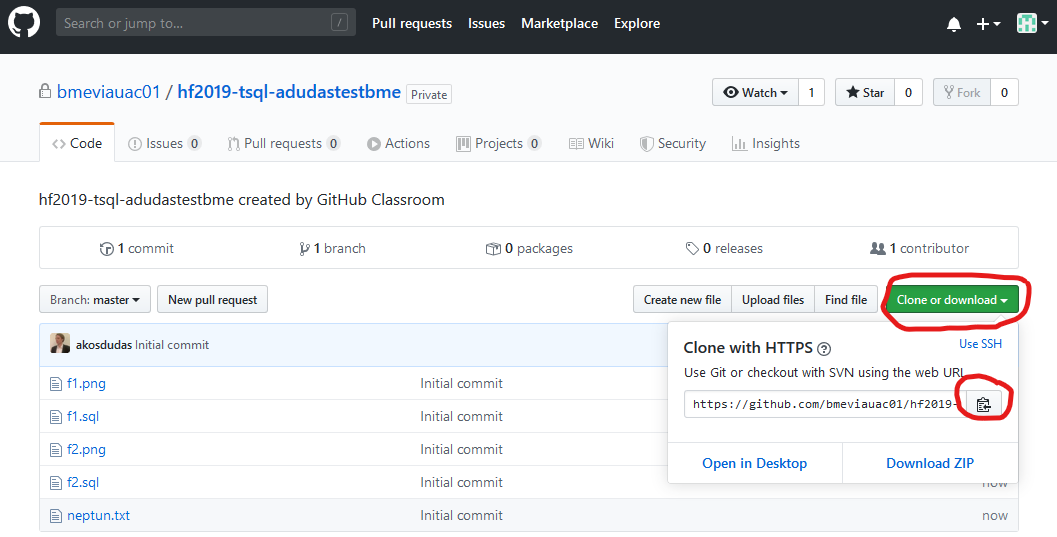 Search or jump to... /
Pull requests Issues Marketplace Explore
bmeviauac01 / hf2019-tsql-adudastestbme Private
Watch 1 Star 0 Fork 0
Code Issues 0 Pull requests 0 Actions Projects 0 Wiki Security Insights
hf2019-tsql-adudastestbme created by GitHub Classroom
1 commit 1 branch 0 packages 0 releases 1 contributor
Branch: master New pull request Create new file Upload files Find file Clone or download
akosdudas Initial commit
Clone with HTTPS ? Use SSH
Use Git or checkout with SVN using the web URL
https://github.com/bmeviauac01/hf2019-
Open in Desktop Download ZIP
f1.png Initial commit
f1.sql Initial commit
f2.png Initial commit
f2.sql Initial commit now
neptun.txt Initial commit now